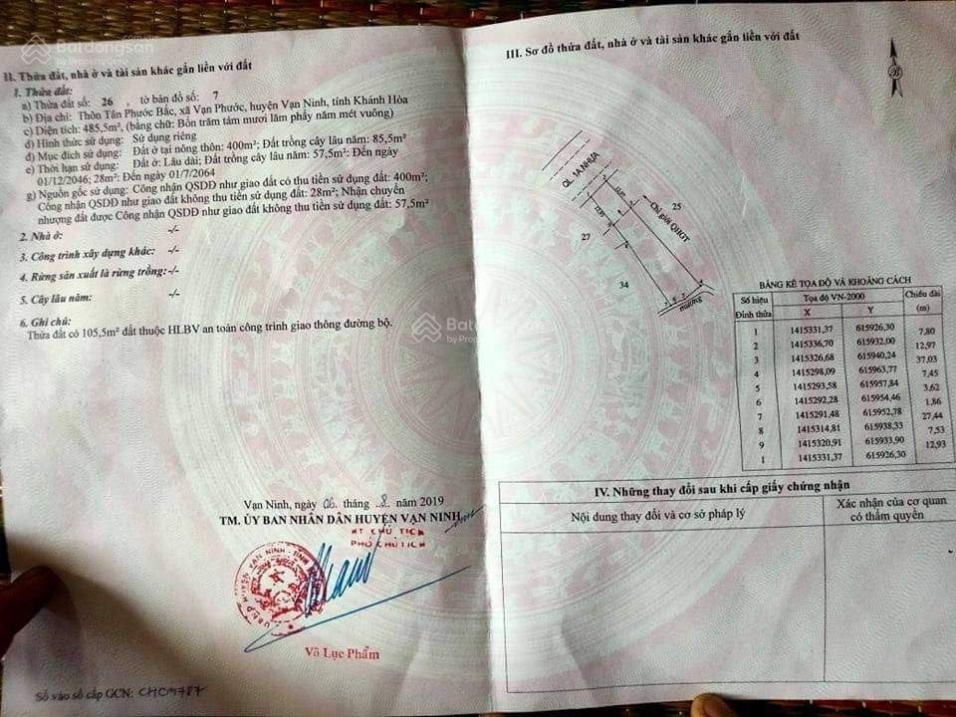 Batdongsan
by PropertyGuru
II. Thửa đất, nhà ở và tài sản khác gắn liền với đất
1. Thửa đất:
a) Thửa đất số: 26 , tờ bản đồ số: 7
b) Địa chỉ: Thôn Tân Phước Bắc, xã Vạn Phước, huyện Vạn Ninh, tỉnh Khánh Hòa
c) Diện tích: 485,5m², (bằng chữ: Bốn trăm tám mươi lăm phẩy năm mét vuông)
d) Hình thức sử dụng: Sử dụng riêng
đ) Mục đích sử dụng: Đất ở tại nông thôn: 400m²; Đất trồng cây lâu năm: 85,5m²
e) Thời hạn sử dụng: Đất ở: Lâu dài; Đất trồng cây lâu năm: 57,5m²: Đến ngày
01/12/2046; 28m²: Đến ngày 01/7/2064
g) Nguồn gốc sử dụng: Công nhận QSDĐ như giao đất có thu tiền sử dụng đất: 400m²;
Công nhận QSDĐ như giao đất không thu tiền sử dụng đất: 28m²; Nhận chuyển
nhượng đất được Công nhận QSDĐ như giao đất không thu tiền sử dụng đất: 57,5m²
2. Nhà ở: -/-
3. Công trình xây dựng khác: -/-
4. Rừng sản xuất là rừng trồng: -/-
5. Cây lâu năm: -/-
6. Ghi chú:
Thửa đất có 105,5m² đất thuộc HLBV an toàn công trình giao thông đường bộ.
Vạn Ninh, ngày 06 tháng 8 năm 2019
TM. ỦY BAN NHÂN DÂN HUYỆN VẠN NINH
KT CHỦ TỊCH
PHÓ CHỦ TỊCH
Võ Lục Phẩm
Số vào sổ cấp GCN: CH04787
III. Sơ đồ thửa đất, nhà ở và tài sản khác gắn liền với đất
QL 1A NHỰA
Chỉ giới QHGT
25
27
34
mương
BẢNG KÊ TỌA ĐỘ VÀ KHOẢNG CÁCH
Số hiệu Đỉnh thửa Tọa độ VN-2000 Chiều dài (m)
X Y
1 1415331,37 615926,30
7,80
2 1415336,70 615932,00
12,97
3 1415326,68 615940,24
37,03
4 1415298,09 615963,77
7,45
5 1415293,58 615957,84
3,62
6 1415292,28 615954,46
1,86
7 1415291,48 615952,78
27,44
8 1415314,81 615938,33
7,53
9 1415320,91 615933,90
12,93
1 1415331,37 615926,30
IV. Những thay đổi sau khi cấp giấy chứng nhận
Nội dung thay đổi và cơ sở pháp lý
Xác nhận của cơ quan
có thẩm quyền